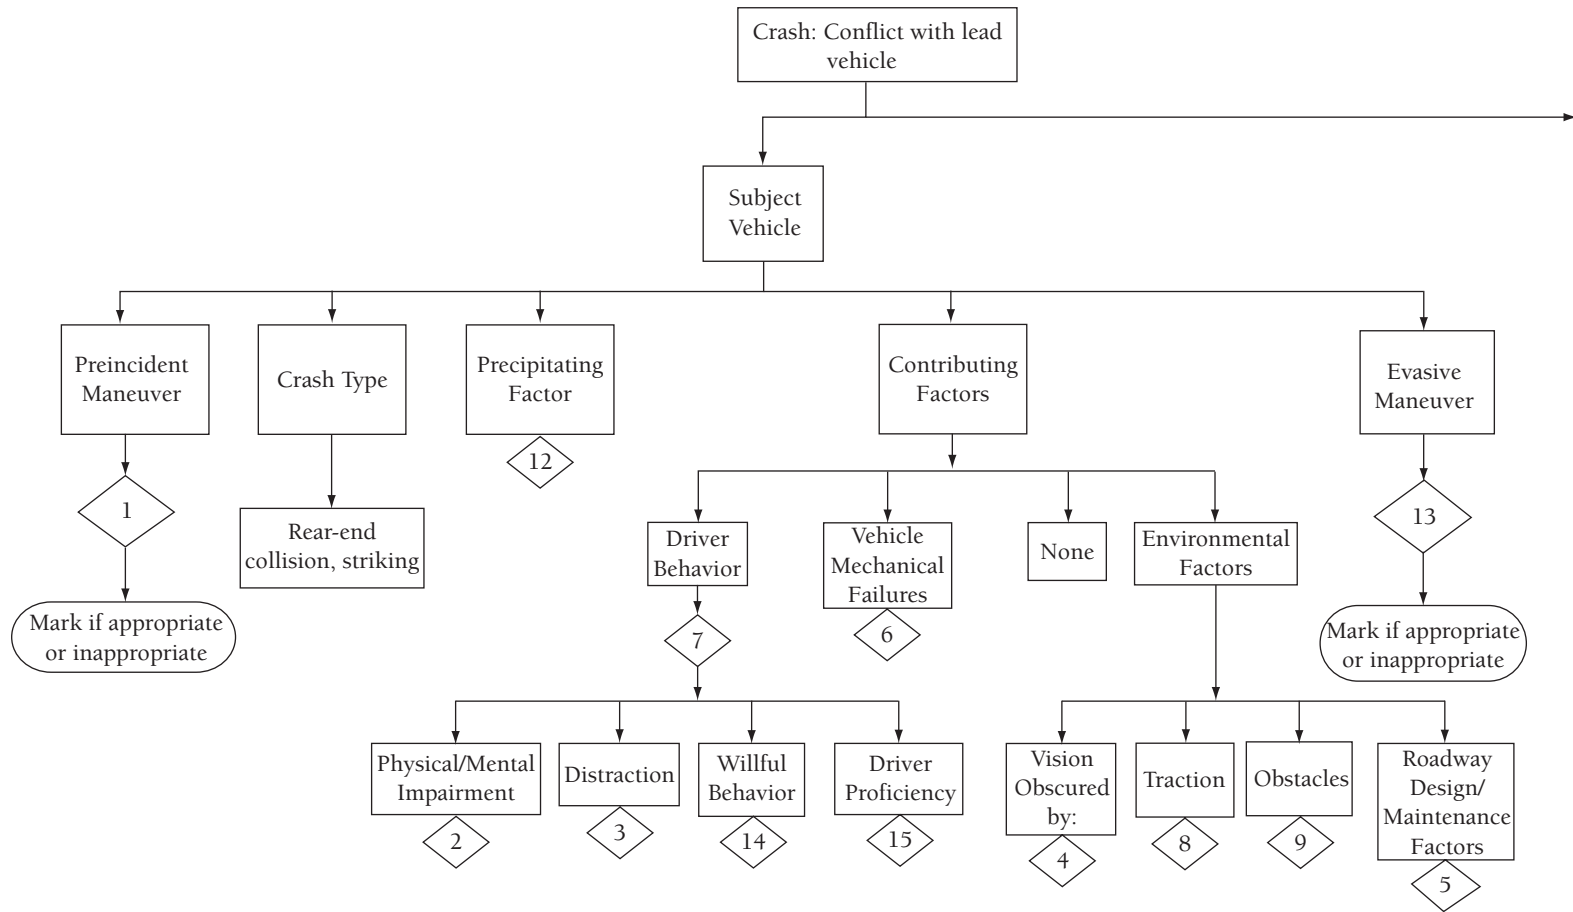 Crash: Conflict with lead
vehicle
Subject
Vehicle
Preincident
Maneuver
Crash Type
Precipitating
Factor
Contributing
Factors
Evasive
Maneuver
1
12
13
Rear-end
collision, striking
Driver
Behavior
Vehicle
Mechanical
Failures
None
Environmental
Factors
Mark if appropriate
or inappropriate
7
6
Mark if appropriate
or inappropriate
Physical/Mental
Impairment
Distraction
Willful
Behavior
Driver
Proficiency
Vision
Obscured
by:
Traction
Obstacles
Roadway
Design/
Maintenance
Factors
2
3
14
15
4
8
9
5